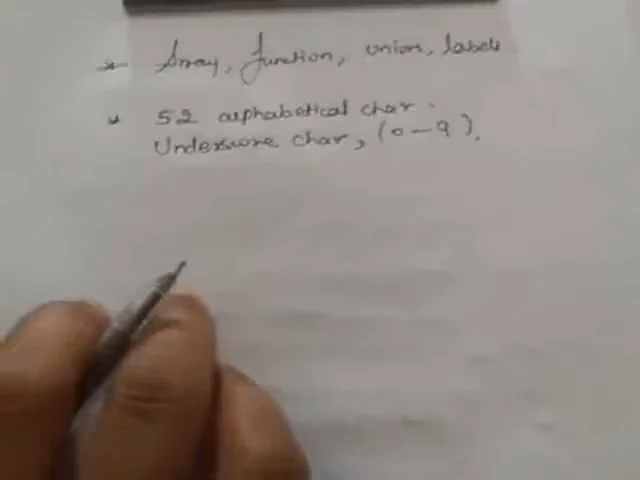 * Array, function, union, labels
* 52 alphabetical char.
Underscore char, (0-9).